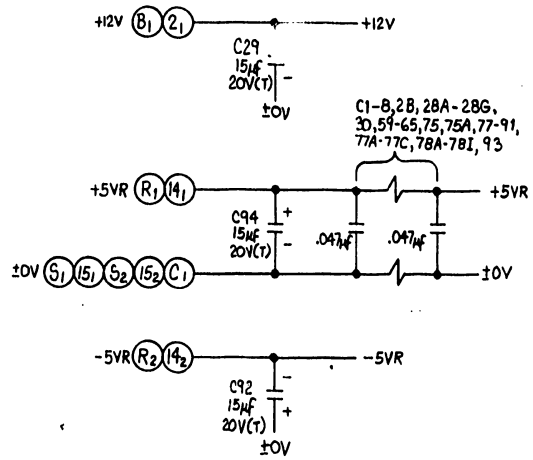 +12V B₁ 2₁ +12V
C29
15µf
20V(T) -
±0V
C1-8, 2B, 28A-28G,
30, 59-65, 75, 75A, 77-91,
77A-77C, 78A-78I, 93
+5VR R₁ 14₁ +5VR
C94 +
15µf
20V(T) -
.047µf .047µf
±0V S₁ 15₁ S₂ 15₂ C₁ ±0V
-5VR R₂ 14₂ -5VR
C92 -
15µf
20V(T) +
±0V